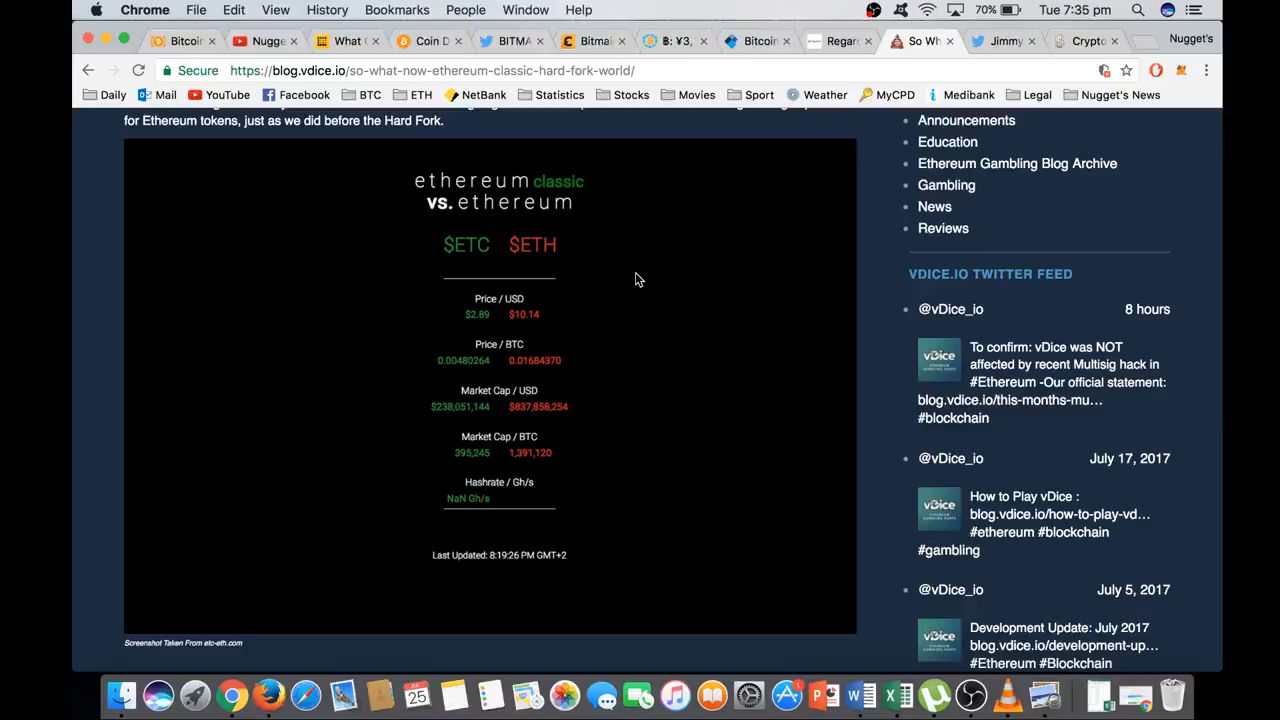 Chrome File Edit View History Bookmarks People Window Help 70% Tue 7:35 pm
Bitcoin Nugge What C Coin D BITMA Bitmai ฿: ¥3, Bitcoin Regard So Wh Jimmy Crypto Nugget's
Secure https://blog.vdice.io/so-what-now-ethereum-classic-hard-fork-world/
Daily Mail YouTube Facebook BTC ETH NetBank Statistics Stocks Movies Sport Weather MyCPD Medibank Legal Nugget's News
for Ethereum tokens, just as we did before the Hard Fork.
ethereum classic
vs. ethereum
$ETC $ETH
Price / USD
$2.89 $10.14
Price / BTC
0.00480264 0.01684370
Market Cap / USD
$238,051,144 $837,858,254
Market Cap / BTC
395,245 1,391,120
Hashrate / Gh/s
NaN Gh/s
Last Updated: 8:19:26 PM GMT+2
Screenshot Taken From etc-eth.com
Announcements
Education
Ethereum Gambling Blog Archive
Gambling
News
Reviews
VDICE.IO TWITTER FEED
@vDice_io 8 hours
vDice
To confirm: vDice was NOT
affected by recent Multisig hack in
#Ethereum -Our official statement:
blog.vdice.io/this-months-mu…
#blockchain
@vDice_io July 17, 2017
vDice
How to Play vDice :
blog.vdice.io/how-to-play-vd…
#ethereum #blockchain
#gambling
@vDice_io July 5, 2017
vDice
Development Update: July 2017
blog.vdice.io/development-up…
#Ethereum #Blockchain
JUL
25